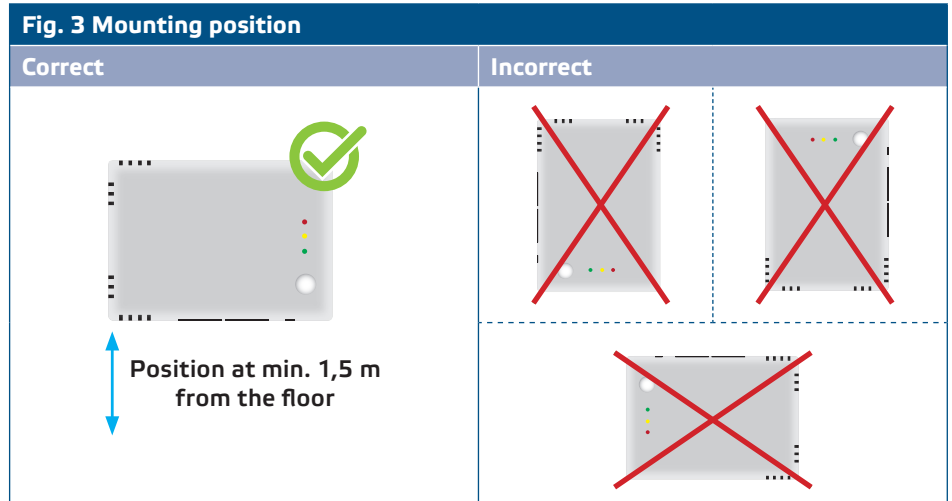 Fig. 3 Mounting position
Correct
Incorrect
Position at min. 1,5 m
from the floor